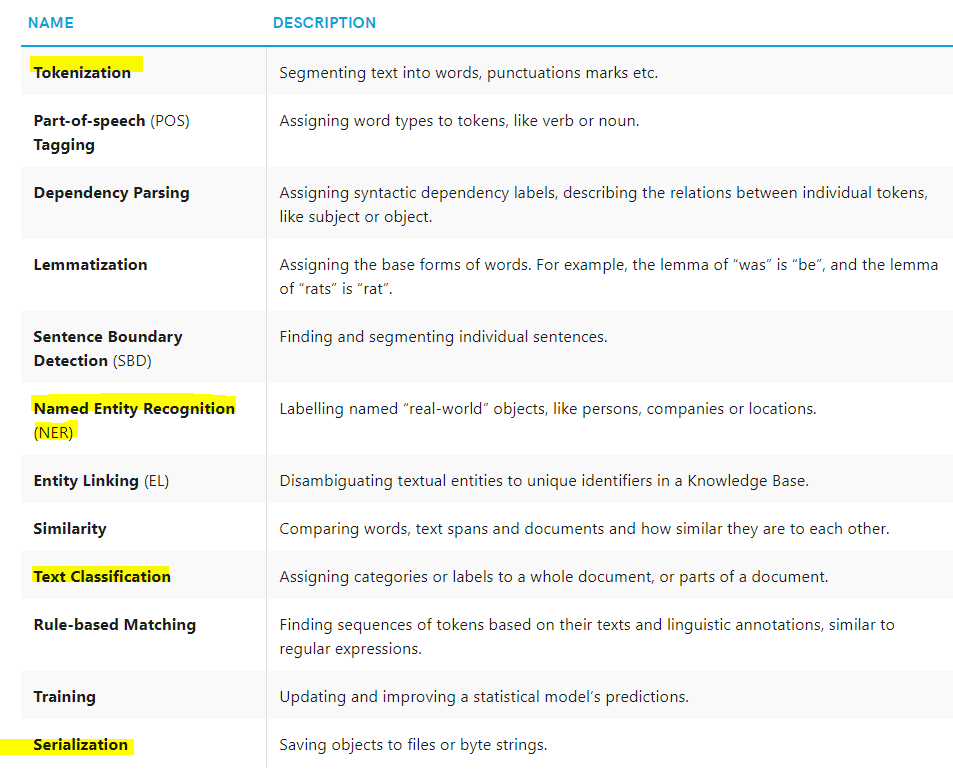 NAME DESCRIPTION
Tokenization Segmenting text into words, punctuations marks etc.
Part-of-speech (POS) Assigning word types to tokens, like verb or noun.
Tagging
Dependency Parsing Assigning syntactic dependency labels, describing the relations between individual tokens,
like subject or object.
Lemmatization Assigning the base forms of words. For example, the lemma of “was” is “be”, and the lemma
of “rats” is “rat”.
Sentence Boundary Finding and segmenting individual sentences.
Detection (SBD)
Named Entity Recognition Labelling named “real-world” objects, like persons, companies or locations.
(NER)
Entity Linking (EL) Disambiguating textual entities to unique identifiers in a Knowledge Base.
Similarity Comparing words, text spans and documents and how similar they are to each other.
Text Classification Assigning categories or labels to a whole document, or parts of a document.
Rule-based Matching Finding sequences of tokens based on their texts and linguistic annotations, similar to
regular expressions.
Training Updating and improving a statistical model’s predictions.
Serialization Saving objects to files or byte strings.